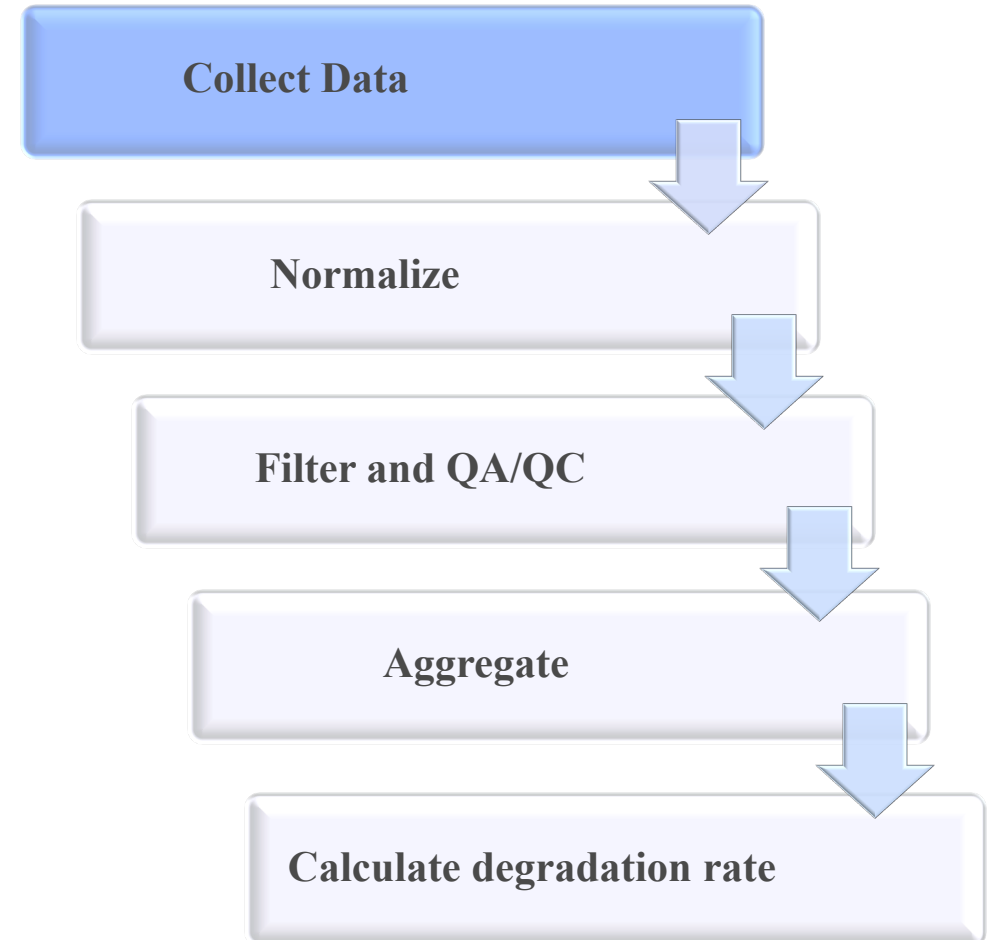 Collect Data
Normalize
Filter and QA/QC
Aggregate
Calculate degradation rate